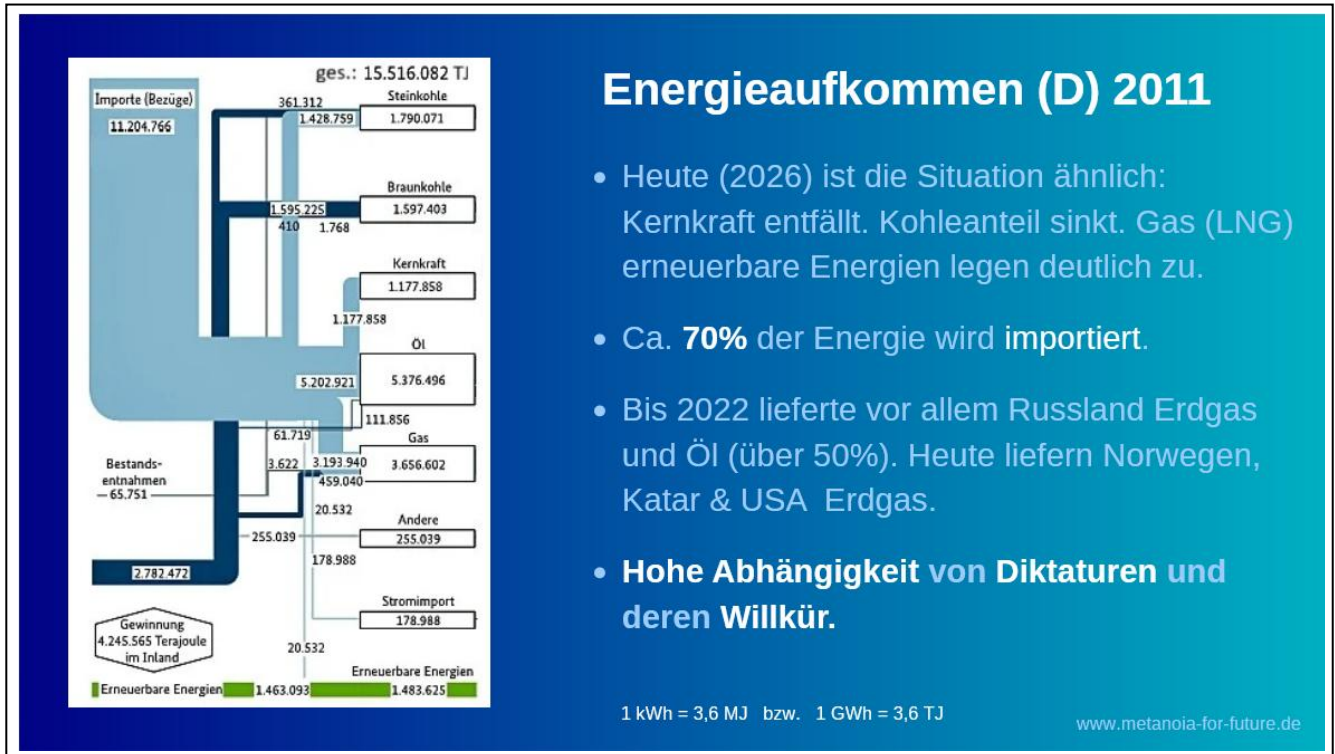 ges.: 15.516.082 TJ
Importe (Bezüge)
11.204.766
361.312
1.428.759
Steinkohle
1.790.071
Braunkohle
1.595.225
1.597.403
410
1.768
Kernkraft
1.177.858
1.177.858
Öl
5.202.921
5.376.496
111.856
61.719
Gas
3.622
3.193.940
3.656.602
459.040
Bestands-
entnahmen
65.751
20.532
Andere
255.039
255.039
178.988
2.782.472
Stromimport
178.988
Gewinnung
4.245.565 Terajoule
im Inland
20.532
Erneuerbare Energien
Erneuerbare Energien
1.463.093
1.483.625
Energieaufkommen (D) 2011
• Heute (2026) ist die Situation ähnlich:
Kernkraft entfällt. Kohleanteil sinkt. Gas (LNG)
erneuerbare Energien legen deutlich zu.
• Ca. 70% der Energie wird importiert.
• Bis 2022 lieferte vor allem Russland Erdgas
und Öl (über 50%). Heute liefern Norwegen,
Katar & USA Erdgas.
• Hohe Abhängigkeit von Diktaturen und
deren Willkür.
1 kWh = 3,6 MJ bzw. 1 GWh = 3,6 TJ
www.metanoia-for-future.de